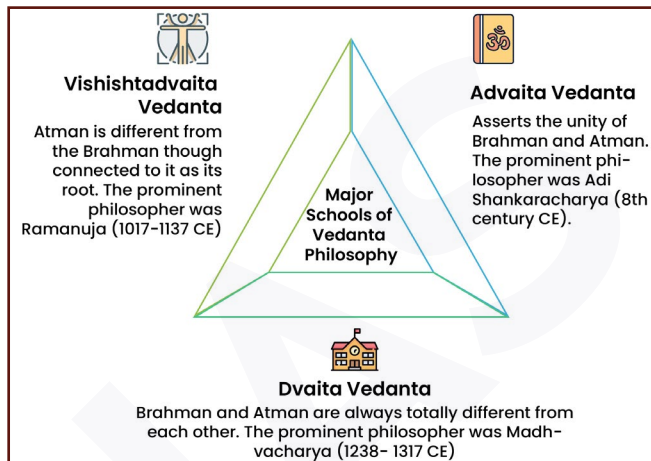 Vishishtadvaita
Vedanta
Atman is different from
the Brahman though
connected to it as its
root. The prominent
philosopher was
Ramanuja (1017-1137 CE)
ॐ
Advaita Vedanta
Asserts the unity of
Brahman and Atman.
The prominent phi-
losopher was Adi
Shankaracharya (8th
century CE).
Major
Schools of
Vedanta
Philosophy
Dvaita Vedanta
Brahman and Atman are always totally different from
each other. The prominent philosopher was Madh-
vacharya (1238- 1317 CE)